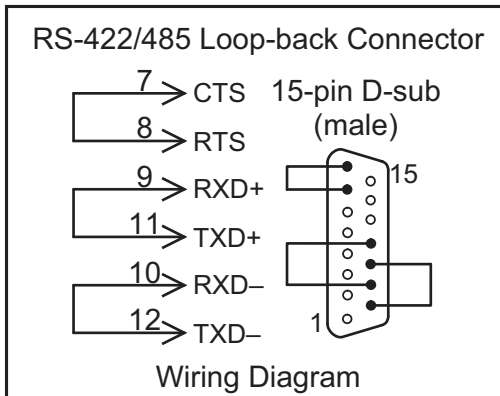 RS-422/485 Loop-back Connector
7 CTS
8 RTS
9 RXD+
11 TXD+
10 RXD–
12 TXD–
15-pin D-sub
(male)
15
1
Wiring Diagram